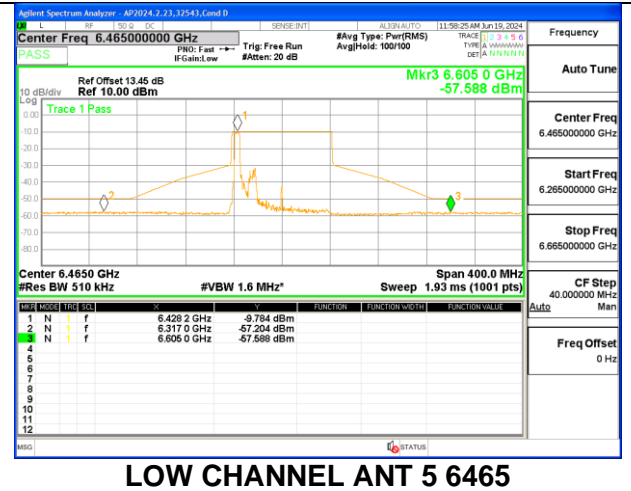 Agilent Spectrum Analyzer - AP2024.2.23,32543,Cond D
L RF 50 Ω DC SENSE:INT ALIGN AUTO 11:58:25 AM Jun 19, 2024
Center Freq 6.465000000 GHz #Avg Type: Pwr(RMS) TRACE 1 2 3 4 5 6
PASS PNO: Fast Trig: Free Run Avg|Hold: 100/100 TYPE A WWWWW
IFGain:Low #Atten: 20 dB DET A N N N N N
Mkr3 6.605 0 GHz
Ref Offset 13.45 dB
10 dB/div Ref 10.00 dBm -57.588 dBm
Log
Trace 1 Pass
0.00
-10.0
-20.0
-30.0
-40.0
-50.0
-60.0
-70.0
-80.0
1
2
3
Center 6.4650 GHz Span 400.0 MHz
#Res BW 510 kHz #VBW 1.6 MHz* Sweep 1.93 ms (1001 pts)
MKR MODE TRC SCL X Y FUNCTION FUNCTION WIDTH FUNCTION VALUE
1 N 1 f 6.428 2 GHz -9.784 dBm
2 N 1 f 6.317 0 GHz -57.204 dBm
3 N 1 f 6.605 0 GHz -57.588 dBm
4
5
6
7
8
9
10
11
12
MSG STATUS
Frequency
Auto Tune
Center Freq
6.465000000 GHz
Start Freq
6.265000000 GHz
Stop Freq
6.665000000 GHz
CF Step
40.000000 MHz
Auto Man
Freq Offset
0 Hz
LOW CHANNEL ANT 5 6465